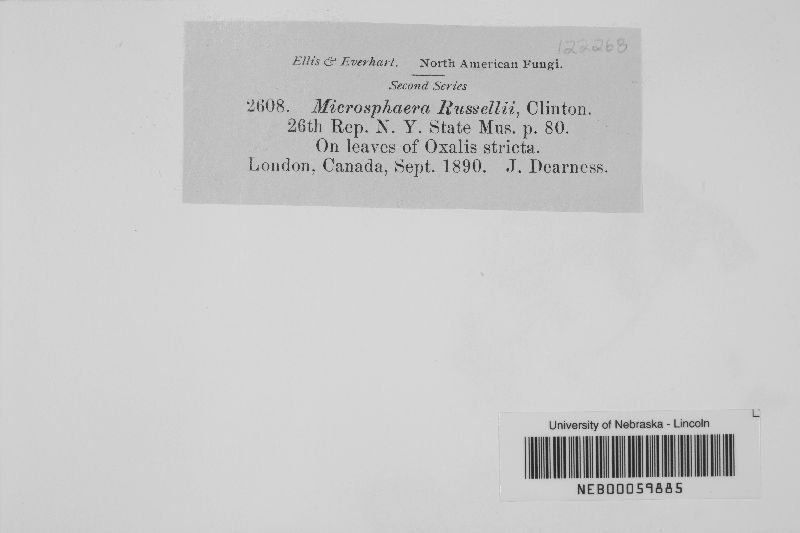 122268
Ellis & Everhart. North American Fungi.
Second Series
2608. Microsphaera Russellii, Clinton.
26th Rep. N. Y. State Mus. p. 80.
On leaves of Oxalis stricta.
London, Canada, Sept. 1890. J. Dearness.
University of Nebraska - Lincoln
NEB00059885